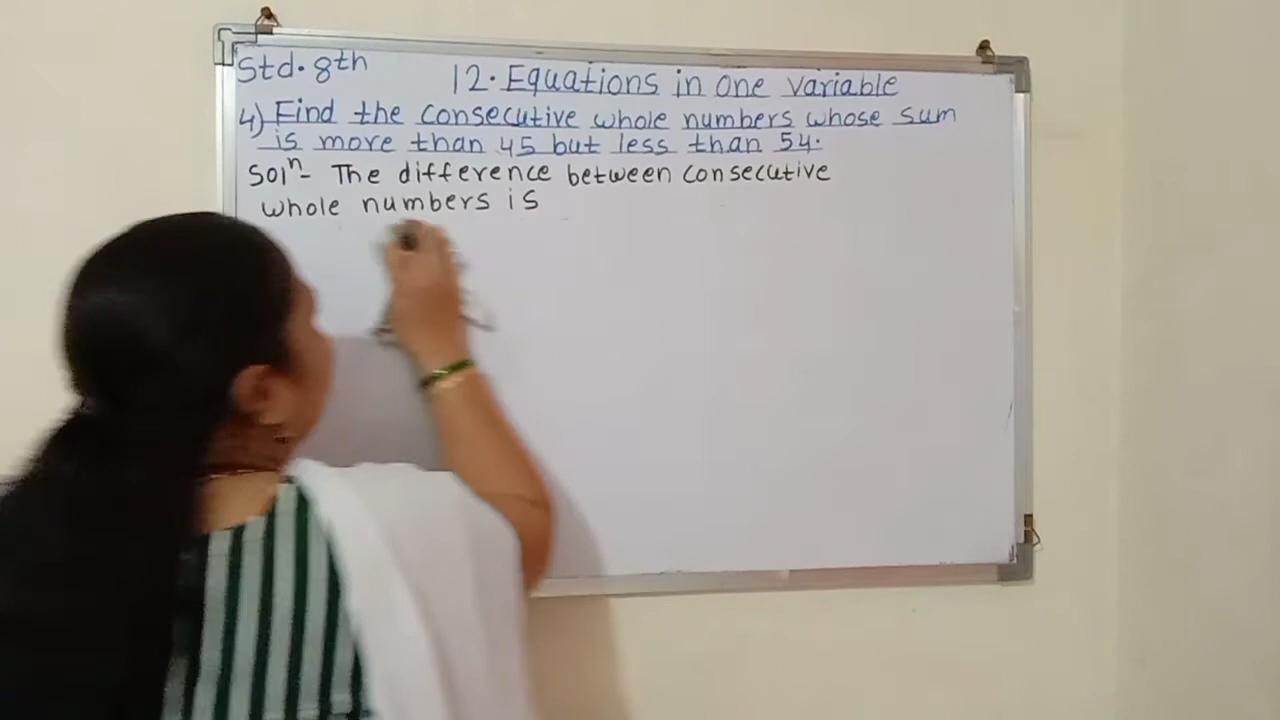 Std. 8th
12. Equations in one variable
4) Find the consecutive whole numbers whose sum
is more than 45 but less than 54.
Solⁿ- The difference between consecutive
whole numbers is